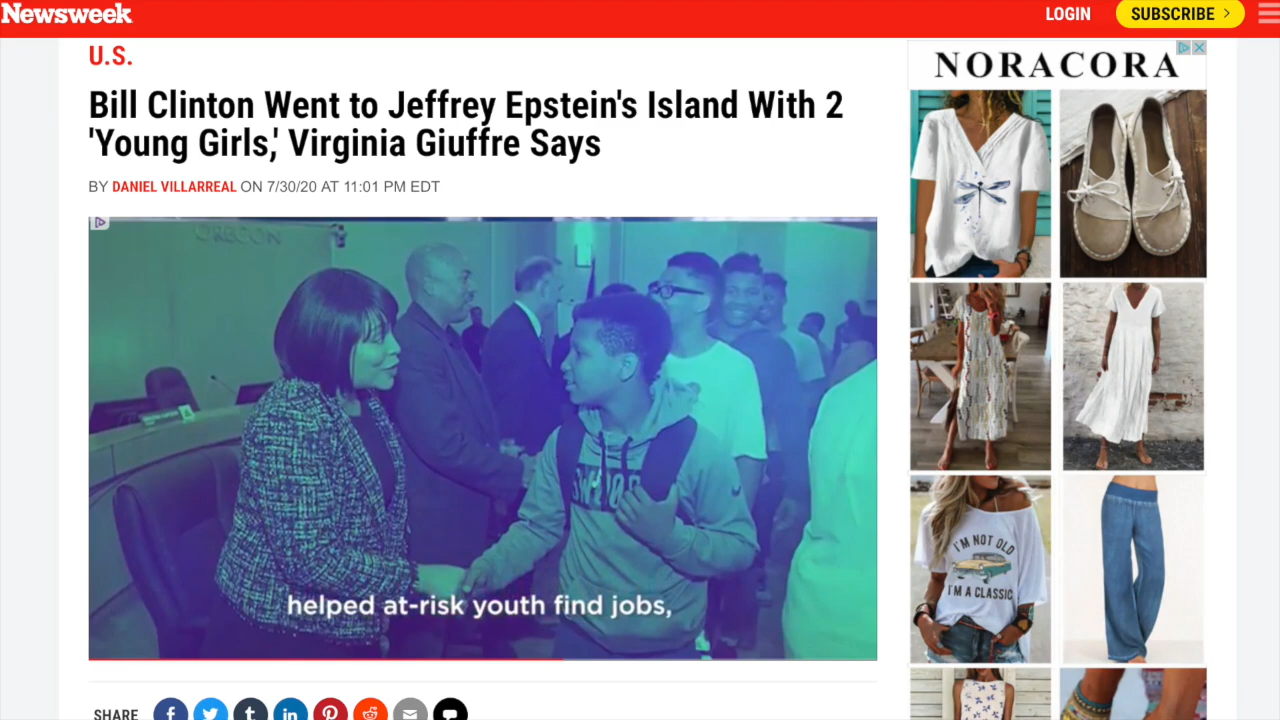 Newsweek
LOGIN
SUBSCRIBE
U.S.
Bill Clinton Went to Jeffrey Epstein's Island With 2
'Young Girls,' Virginia Giuffre Says
BY DANIEL VILLARREAL ON 7/30/20 AT 11:01 PM EDT
OREGON
helped at-risk youth find jobs,
SHARE
NORACORA
I'M NOT OLD
I'M A CLASSIC